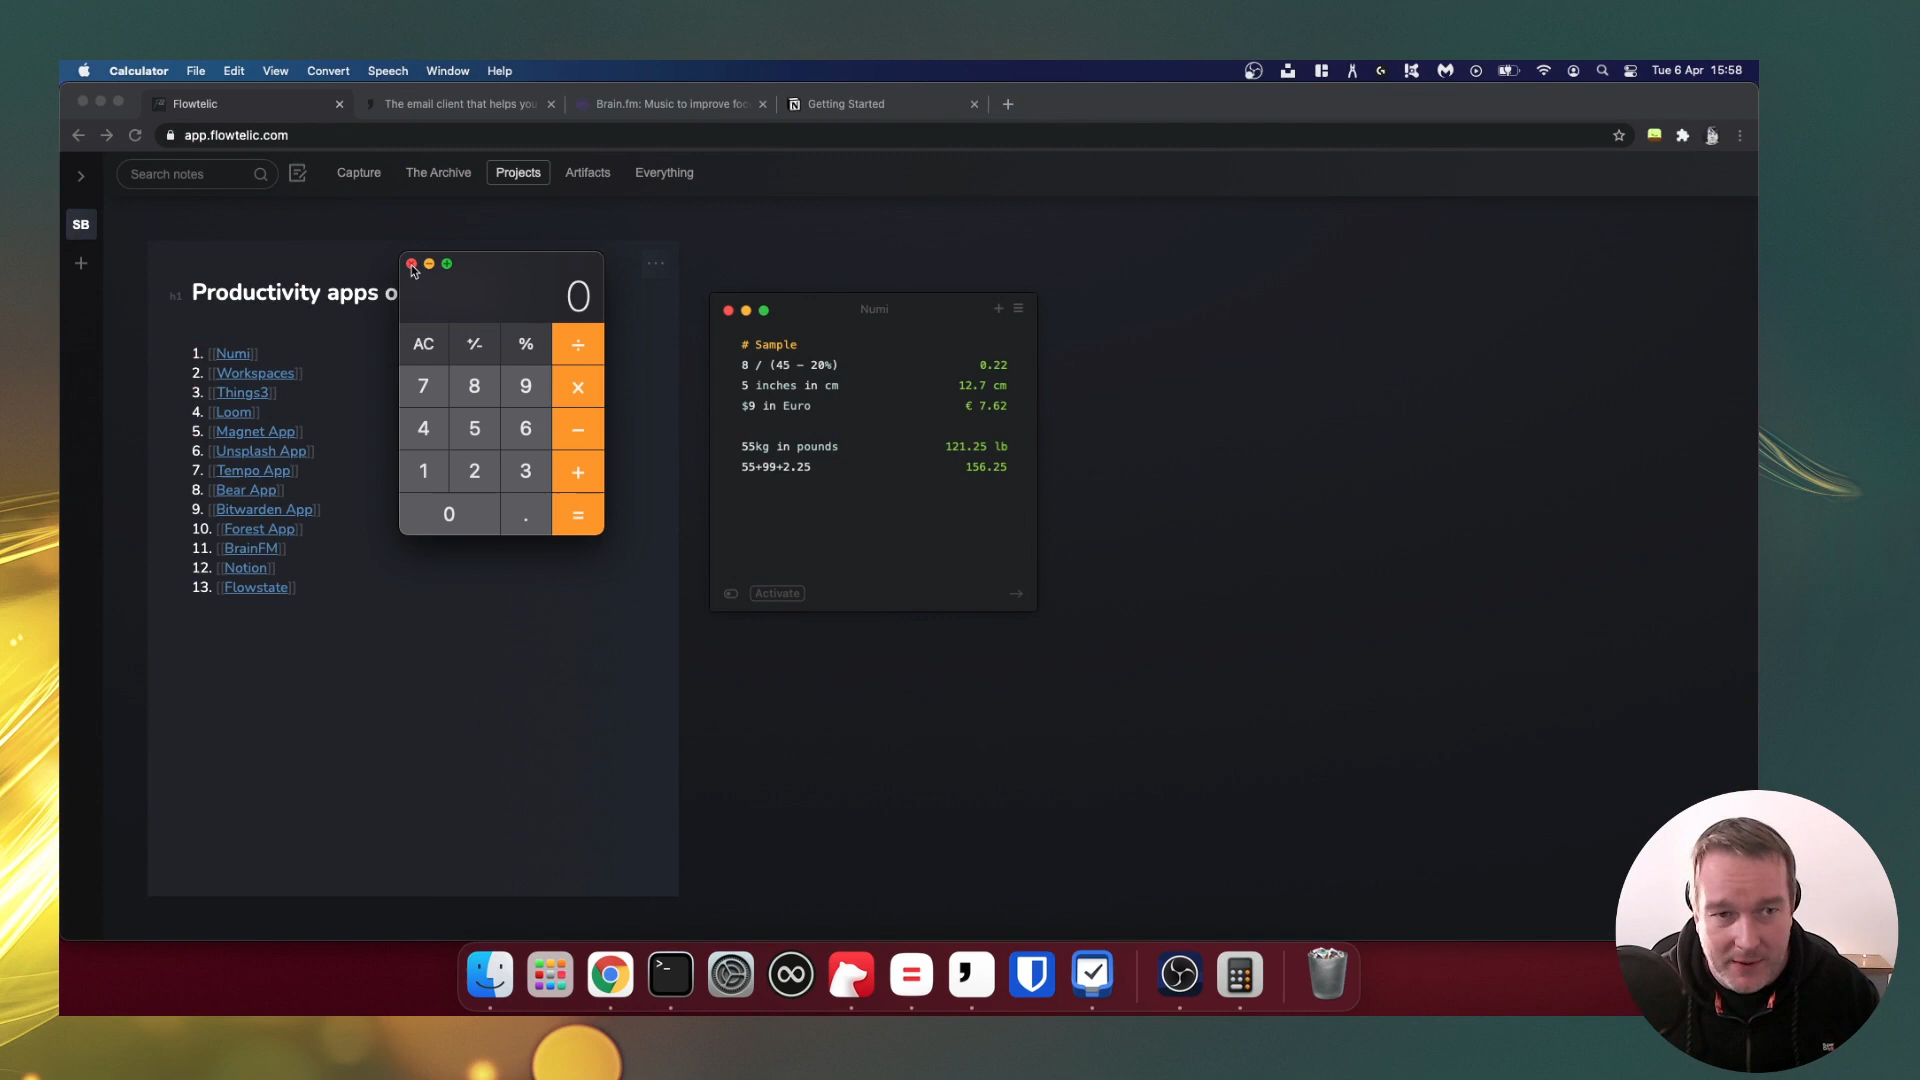 Calculator File Edit View Convert Speech Window Help
Tue 6 Apr 15:58
Flowtelic
The email client that helps you
Brain.fm: Music to improve foc
Getting Started
app.flowtelic.com
Search notes
Capture
The Archive
Projects
Artifacts
Everything
SB
h1 Productivity apps o
1. [[Numi]]
2. [[Workspaces]]
3. [[Things3]]
4. [[Loom]]
5. [[Magnet App]]
6. [[Unsplash App]]
7. [[Tempo App]]
8. [[Bear App]]
9. [[Bitwarden App]]
10. [[Forest App]]
11. [[BrainFM]]
12. [[Notion]]
13. [[Flowstate]]
0
AC +/- % ÷
7 8 9 ×
4 5 6 −
1 2 3 +
0 . =
Numi
# Sample
8 / (45 − 20%) 0.22
5 inches in cm 12.7 cm
$9 in Euro € 7.62
55kg in pounds 121.25 lb
55+99+2.25 156.25
Activate